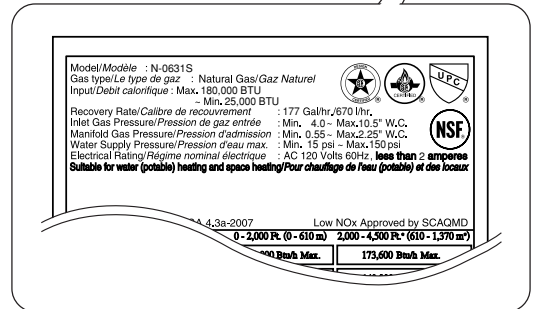 Model/Modèle : N-0631S
Gas type/Le type de gaz : Natural Gas/Gaz Naturel
Input/Debit calorifique : Max. 180,000 BTU
~ Min. 25,000 BTU
Recovery Rate/Calibre de recouvrement : 177 Gal/hr./670 l/hr.
Inlet Gas Pressure/Pression de gaz entrée : Min. 4.0~ Max.10.5" W.C.
Manifold Gas Pressure/Pression d'admission : Min. 0.55~ Max.2.25" W.C.
Water Supply Pressure/Pression d'eau max. : Min. 15 psi ~ Max.150 psi
Electrical Rating/Régime nominal électrique : AC 120 Volts 60Hz, less than 2 amperes
Suitable for water (potable) heating and space heating/Pour chauffage de l'eau (potable) et des locaux
UPC
NSF
CERTIFIED
4.3a-2007 Low NOx Approved by SCAQMD
0 - 2,000 Ft. (0 - 610 m) 2,000 - 4,500 Ft.* (610 - 1,370 m*)
Btu/h Max. 173,600 Btu/h Max.